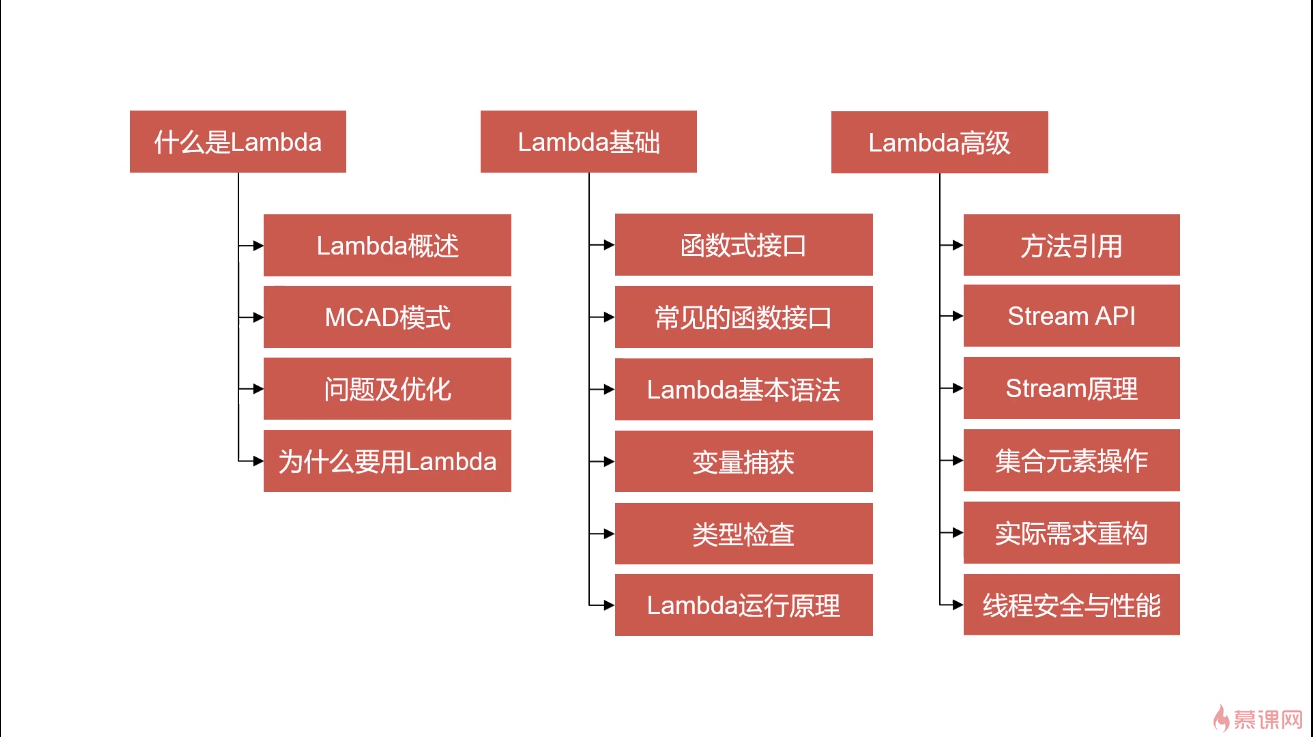 什么是Lambda
Lambda概述
MCAD模式
问题及优化
为什么要用Lambda
Lambda基础
函数式接口
常见的函数接口
Lambda基本语法
变量捕获
类型检查
Lambda运行原理
Lambda高级
方法引用
Stream API
Stream原理
集合元素操作
实际需求重构
线程安全与性能
慕课网